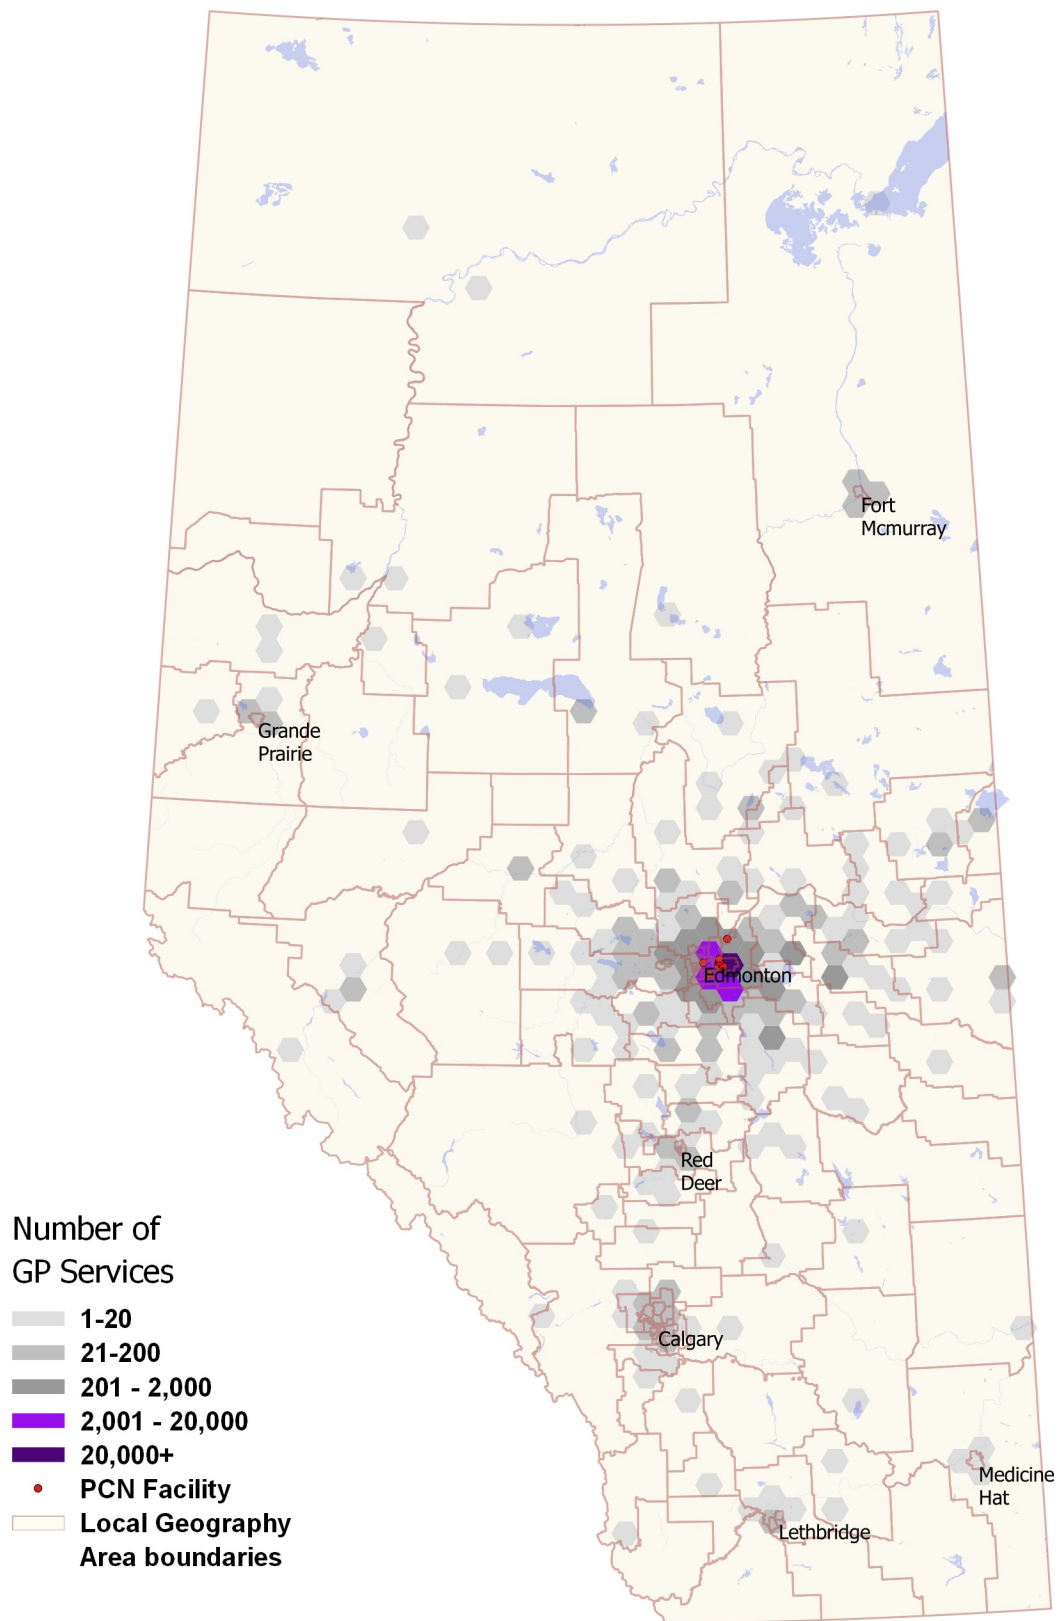 Fort
Mcmurray
Grande
Prairie
Edmonton
Red
Deer
Calgary
Medicine
Hat
Lethbridge
Number of
GP Services
1-20
21-200
201 - 2,000
2,001 - 20,000
20,000+
PCN Facility
Local Geography
Area boundaries